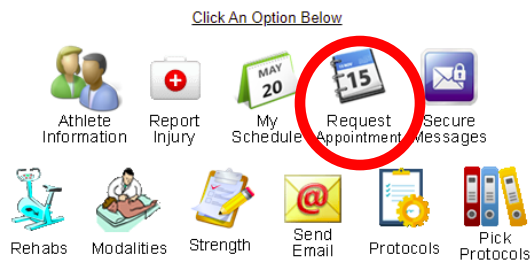 Click An Option Below
MAY
20
15
Athlete
Information
Report
Injury
My
Schedule
Request
Appointment
Secure
Messages
Rehabs
Modalities
Strength
@
Send
Email
Protocols
Pick
Protocols